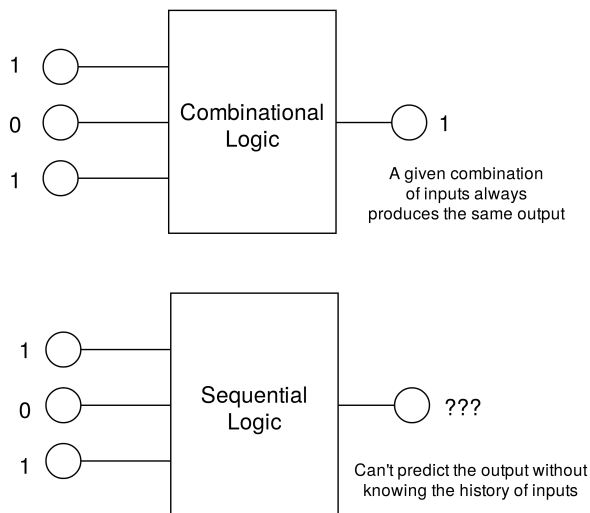 1
0
1
Combinational
Logic
1
A given combination
of inputs always
produces the same output
1
0
1
Sequential
Logic
???
Can't predict the output without
knowing the history of inputs